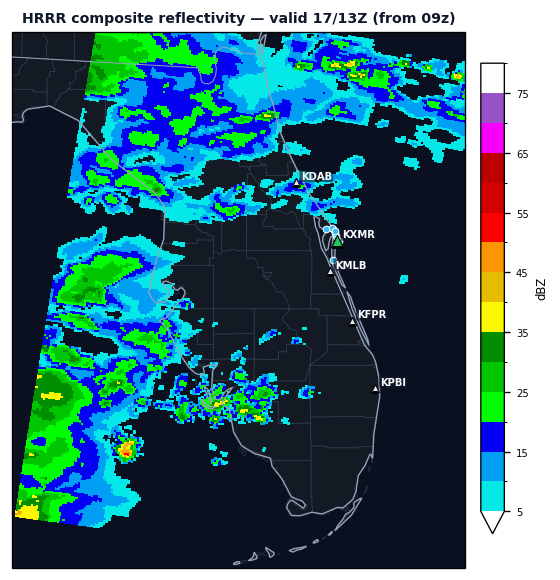 HRRR composite reflectivity — valid 17/13Z (from 09z)
KDAB
KXMR
KMLB
KFPR
KPBI
75
65
55
45
35
25
15
5
dBZ